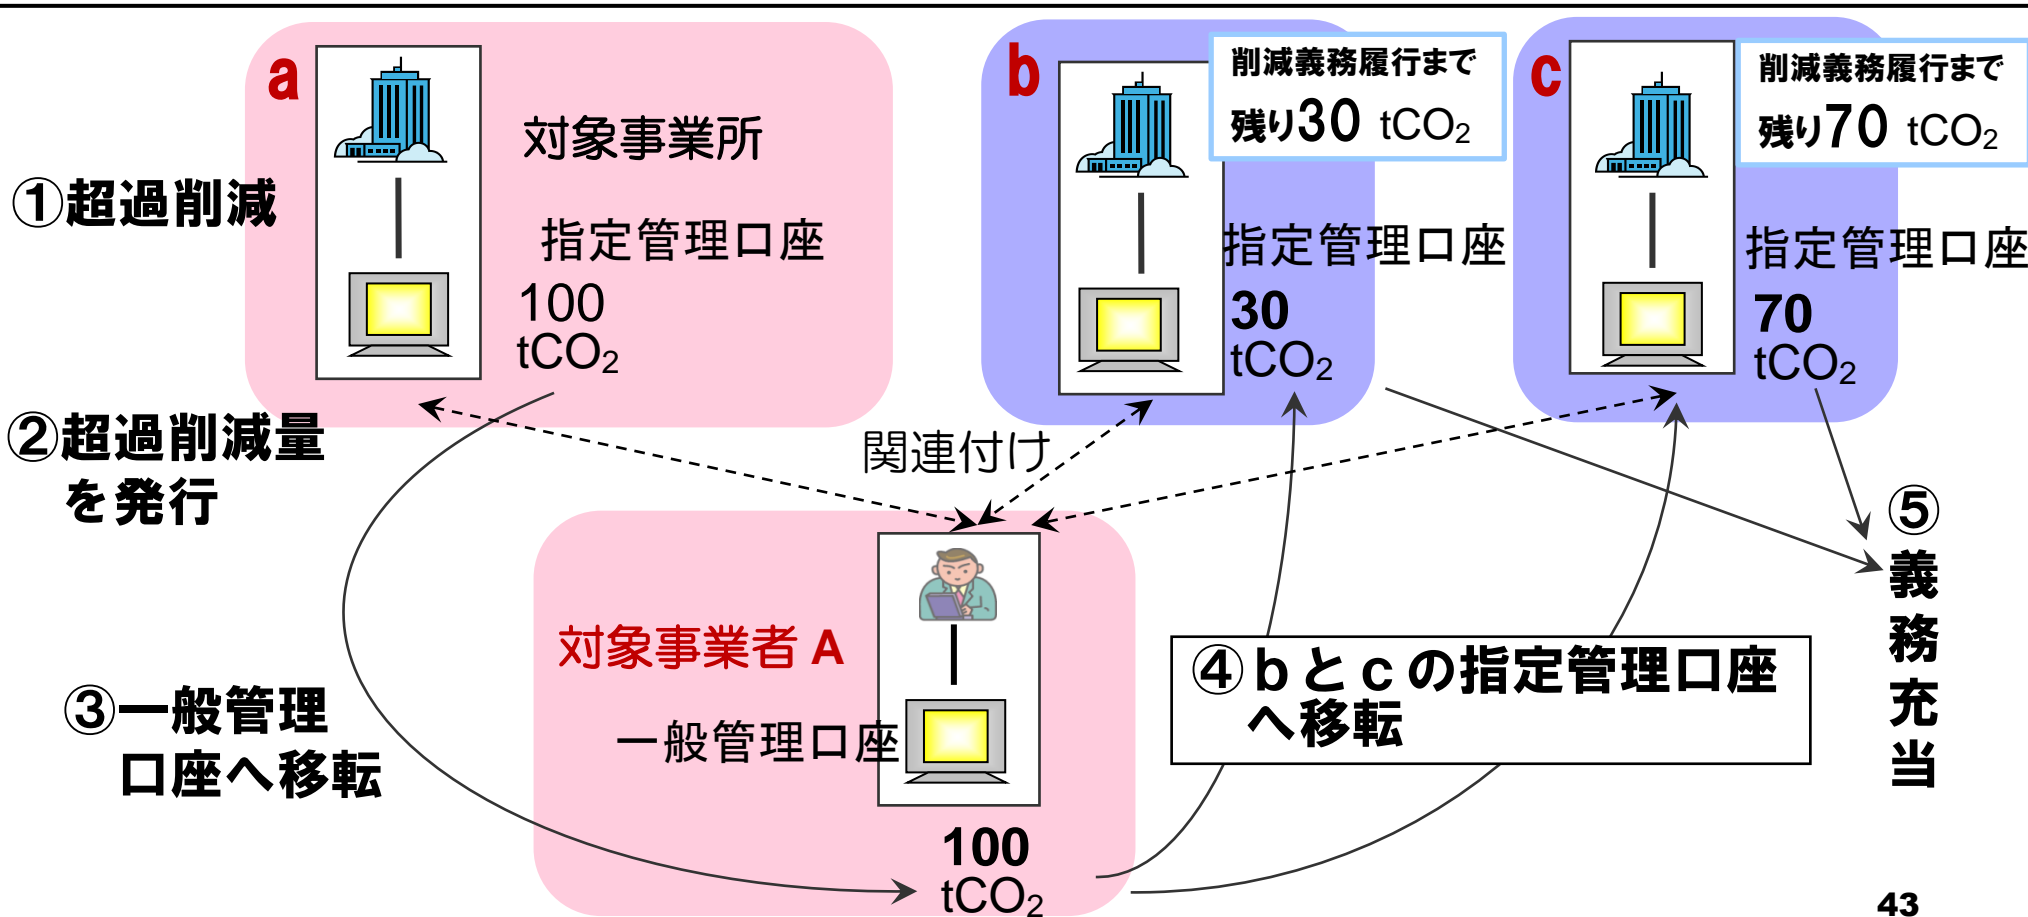 a
対象事業所
指定管理口座
100
tCO₂
b
削減義務履行まで
残り30 tCO₂
指定管理口座
30
tCO₂
c
削減義務履行まで
残り70 tCO₂
指定管理口座
70
tCO₂
①超過削減
②超過削減量
を発行
関連付け
対象事業者 A
一般管理口座
100
tCO₂
③一般管理
口座へ移転
④ｂとｃの指定管理口座
へ移転
⑤
義
務
充
当
43